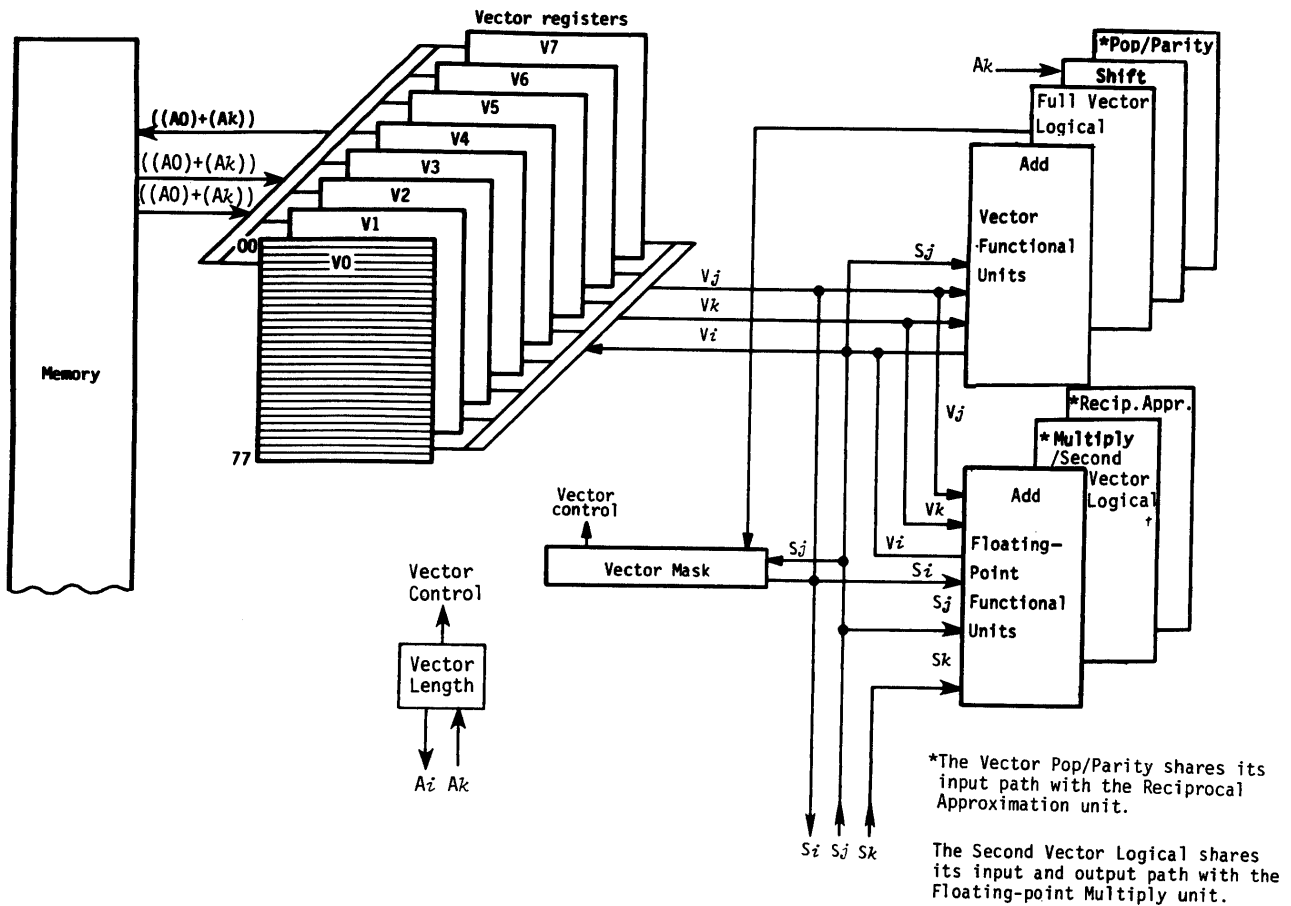 Vector registers
V7
V6
V5
V4
V3
V2
V1
00
V0
77
Memory
((A0)+(Ak))
((A0)+(Ak))
((A0)+(Ak))
*Pop/Parity
Ak
Shift
Full Vector
Logical
Add
Vector
Functional
Units
Sj
Vj
Vk
Vi
Vj
*Recip.Appr.
*Multiply
/Second
Vector
Logical
†
Add
Vk
Vi
Floating-
Point
Functional
Units
Si
Sj
Sk
Vector
control
Vector Mask
Sj
Vector
Control
Vector
Length
Ai Ak
Si Sj Sk
*The Vector Pop/Parity shares its
input path with the Reciprocal
Approximation unit.
The Second Vector Logical shares
its input and output path with the
Floating-point Multiply unit.